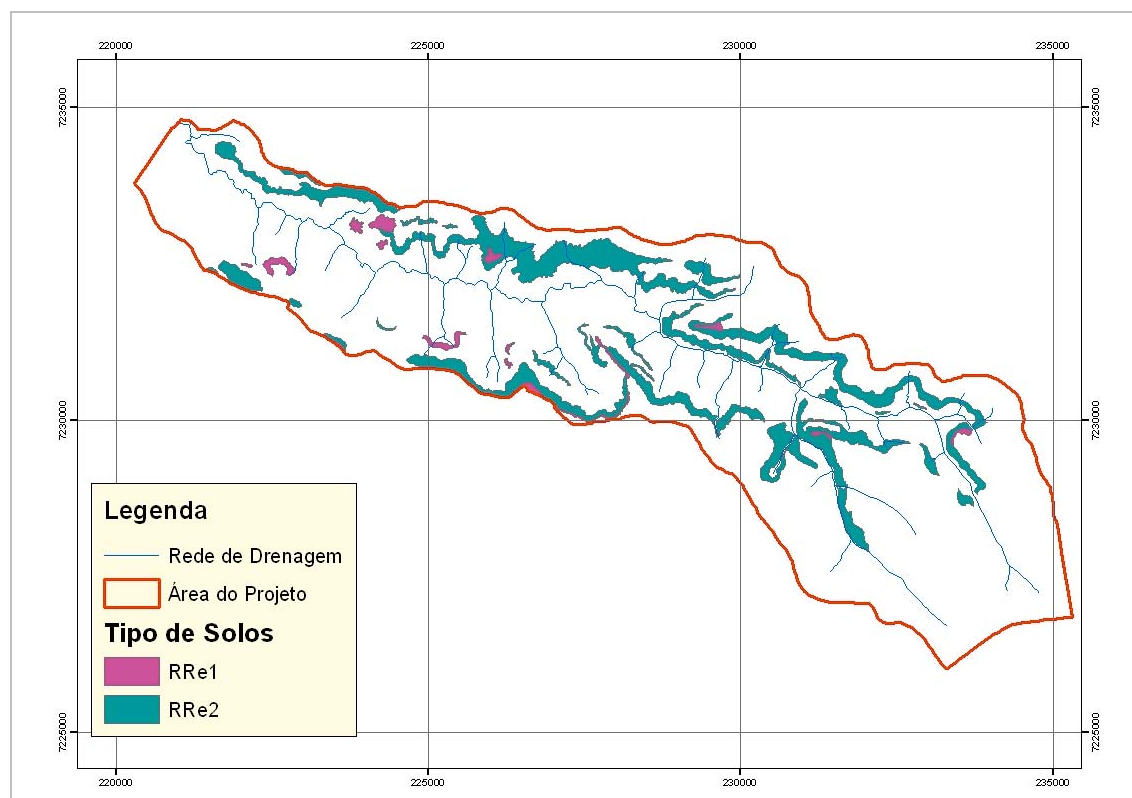 220000 225000 230000 235000
7235000 7235000
7230000 7230000
Legenda
Rede de Drenagem
Área do Projeto
Tipo de Solos
RRe1
RRe2
7225000 7225000
220000 225000 230000 235000